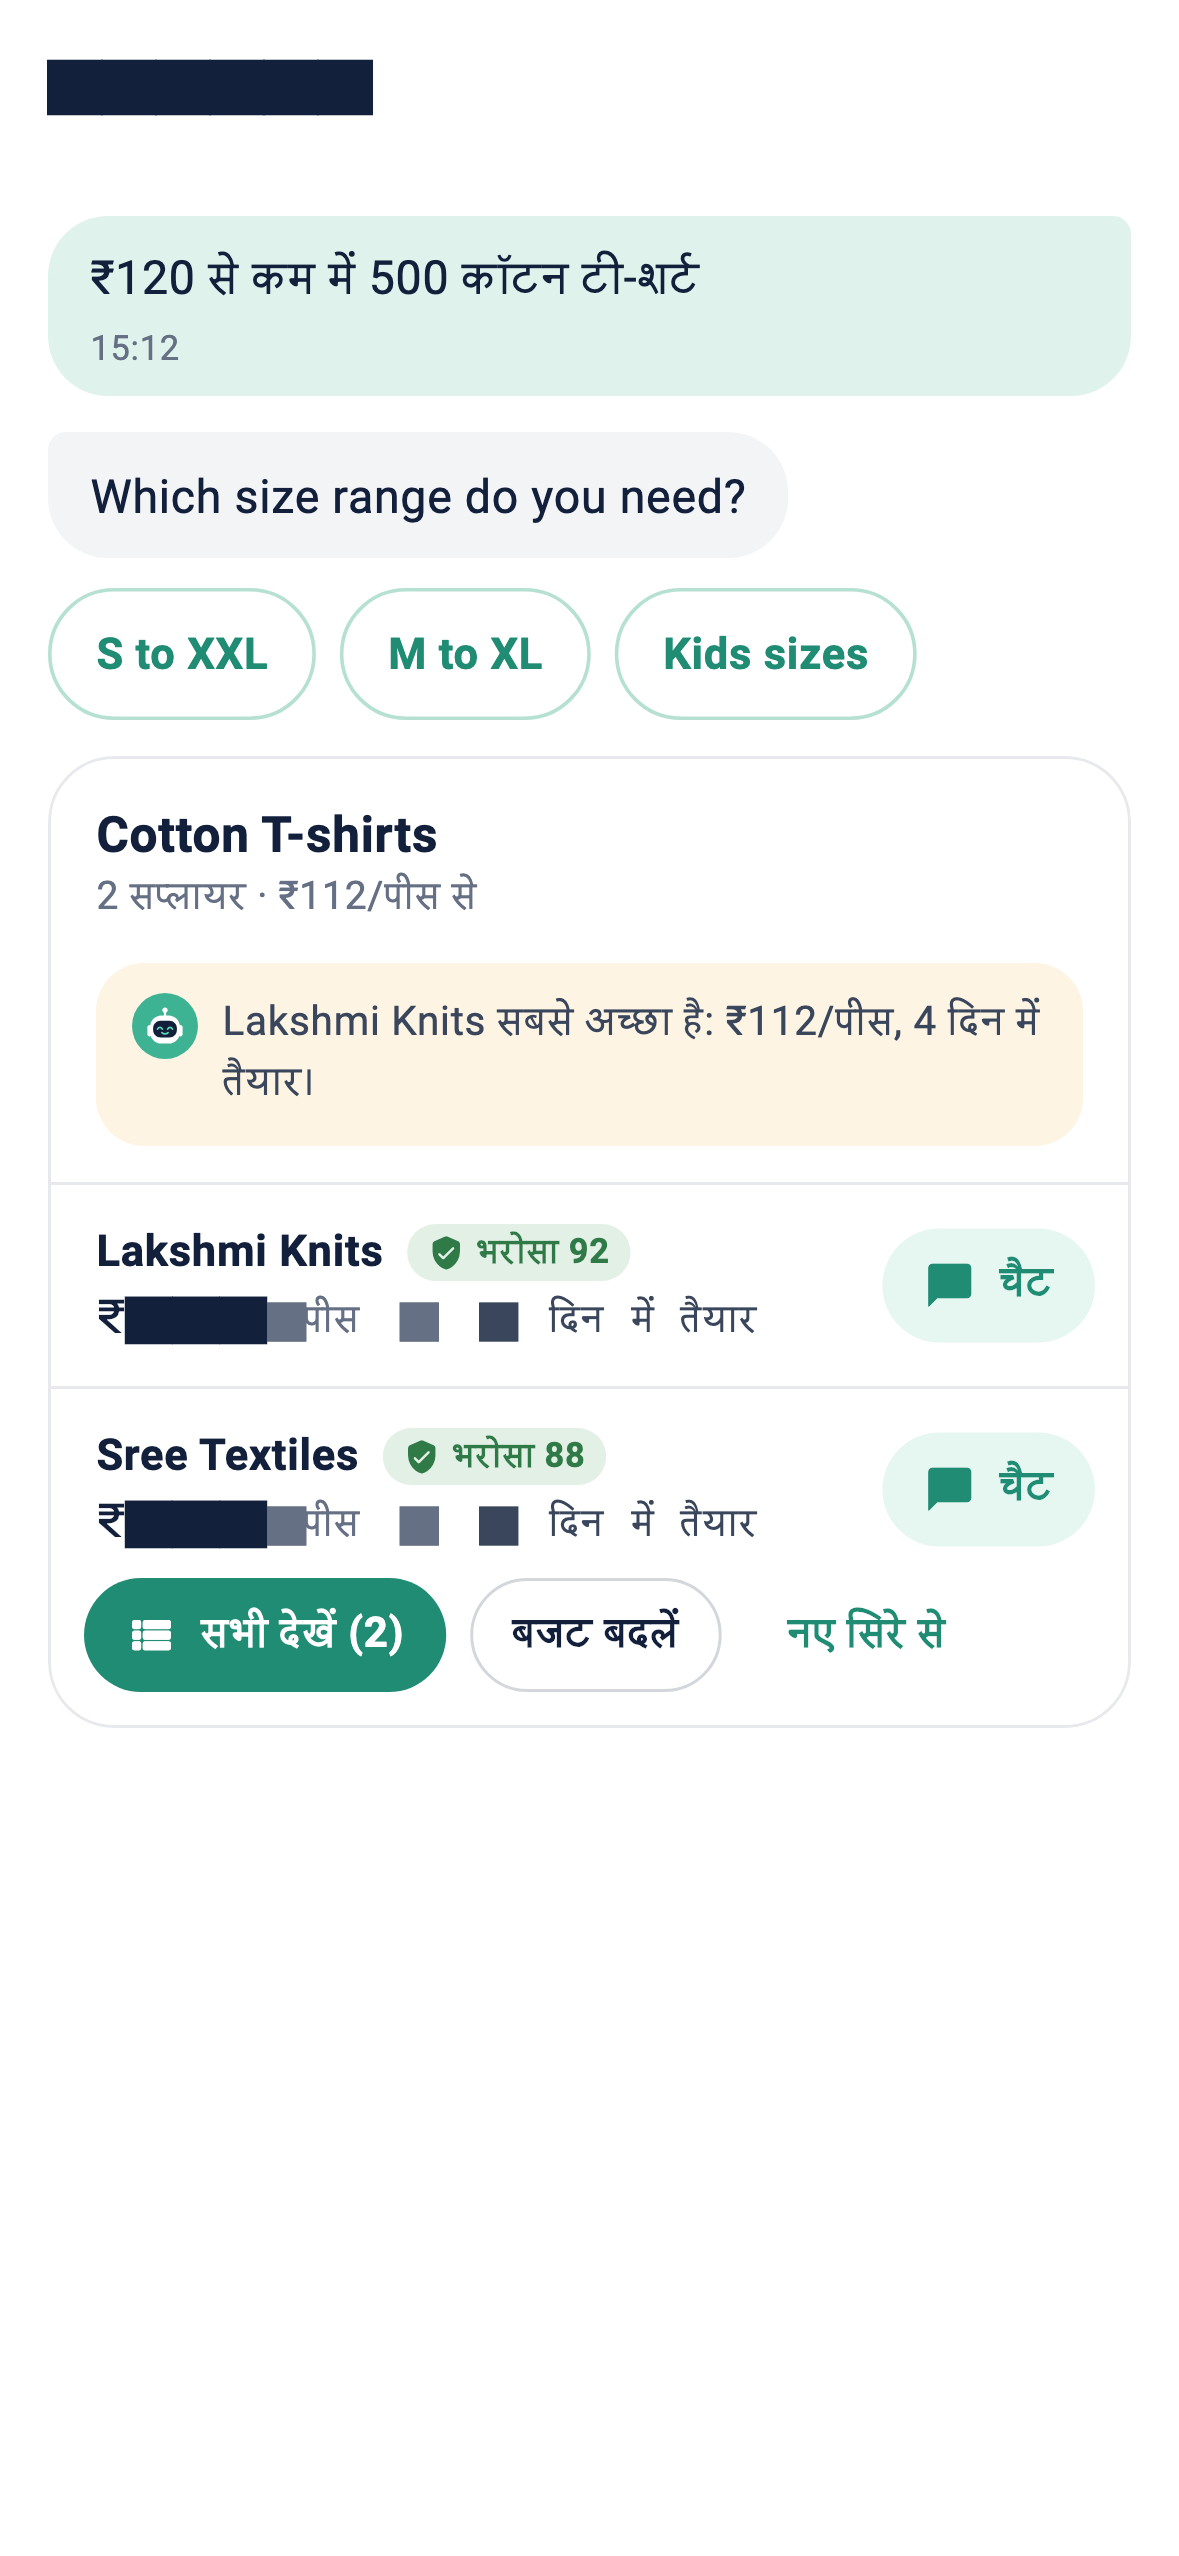 ₹120 से कम में 500 कॉटन टी-शर्ट
15:12
Which size range do you need?
S to XXL
M to XL
Kids sizes
Cotton T-shirts
2 सप्लायर · ₹112/पीस से
Lakshmi Knits सबसे अच्छा है: ₹112/पीस, 4 दिन में
तैयार।
Lakshmi Knits
भरोसा 92
₹ पीस दिन में तैयार
चैट
Sree Textiles
भरोसा 88
₹ पीस दिन में तैयार
चैट
सभी देखें (2)
बजट बदलें
नए सिरे से